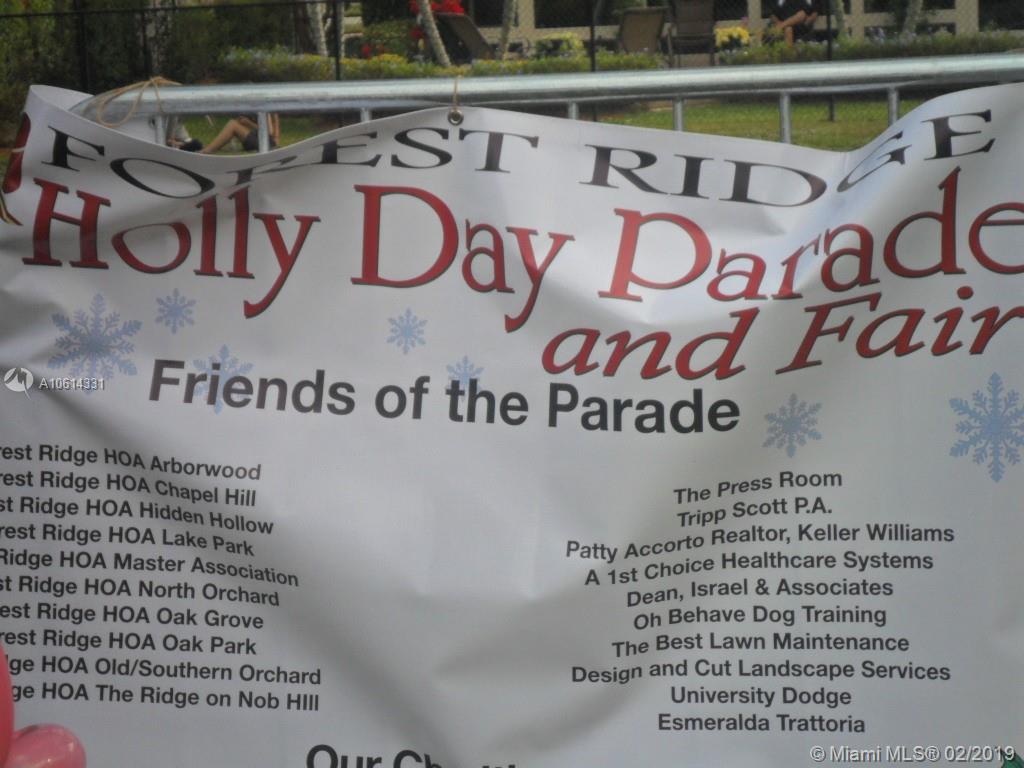 FOREST RIDGE
Holly Day Parade
and Fair
A10614331
Friends of the Parade
rest Ridge HOA Arborwood
rest Ridge HOA Chapel Hill
st Ridge HOA Hidden Hollow
rest Ridge HOA Lake Park
Ridge HOA Master Association
st Ridge HOA North Orchard
rest Ridge HOA Oak Grove
rest Ridge HOA Oak Park
dge HOA Old/Southern Orchard
ge HOA The Ridge on Nob HIll
The Press Room
Tripp Scott P.A.
Patty Accorto Realtor, Keller Williams
A 1st Choice Healthcare Systems
Dean, Israel & Associates
Oh Behave Dog Training
The Best Lawn Maintenance
Design and Cut Landscape Services
University Dodge
Esmeralda Trattoria
Our
© Miami MLS® 02/2019